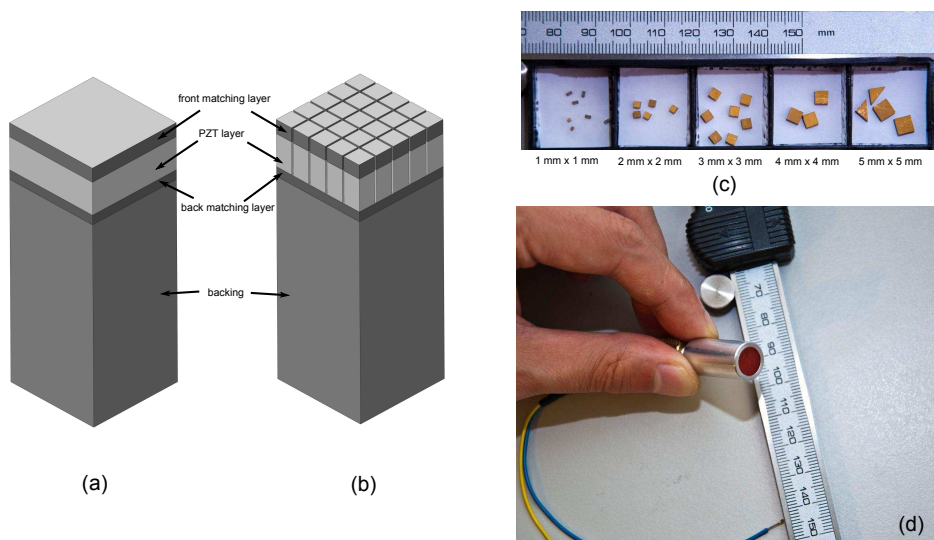 front matching layer
PZT layer
back matching layer
backing
(a)
(b)
80 90 100 110 120 130 140 150 mm
1 mm x 1 mm
2 mm x 2 mm
3 mm x 3 mm
4 mm x 4 mm
5 mm x 5 mm
(c)
0
70
80
90
100
110
120
130
140
150
(d)